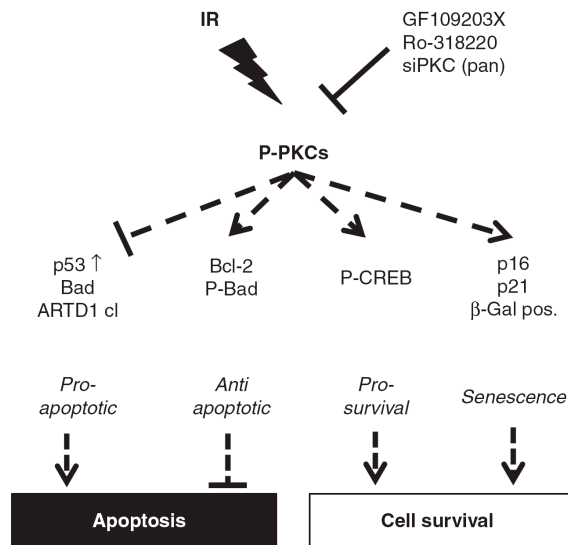 IR
GF109203X
Ro-318220
siPKC (pan)
P-PKCs
p53 ↑
Bad
ARTD1 cl
Bcl-2
P-Bad
P-CREB
p16
p21
β-Gal pos.
Pro-
apoptotic
Anti
apoptotic
Pro-
survival
Senescence
Apoptosis
Cell survival